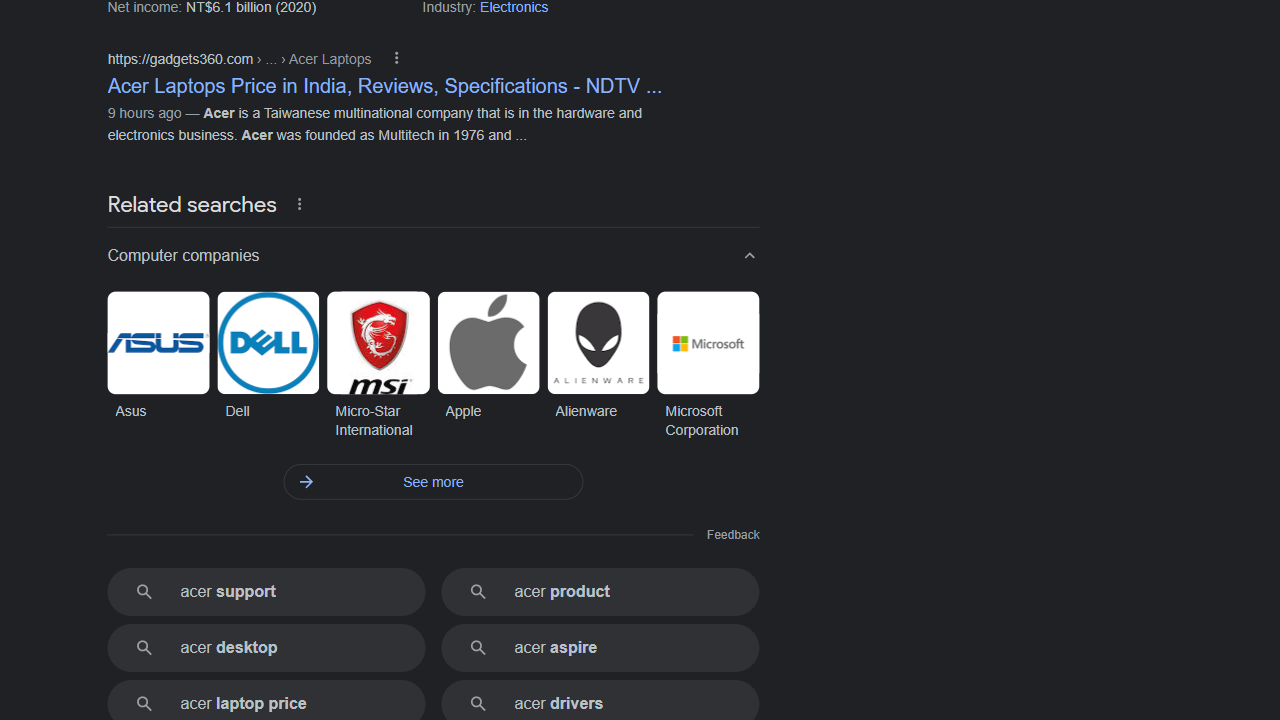 Net income: NT$6.1 billion (2020) Industry: Electronics
https://gadgets360.com › ... › Acer Laptops
Acer Laptops Price in India, Reviews, Specifications - NDTV ...
9 hours ago — Acer is a Taiwanese multinational company that is in the hardware and
electronics business. Acer was founded as Multitech in 1976 and ...
Related searches
Computer companies
ASUS DELL msi ALIENWARE Microsoft
Asus Dell Micro-Star Apple Alienware Microsoft
International Corporation
See more
Feedback
acer support acer product
acer desktop acer aspire
acer laptop price acer drivers